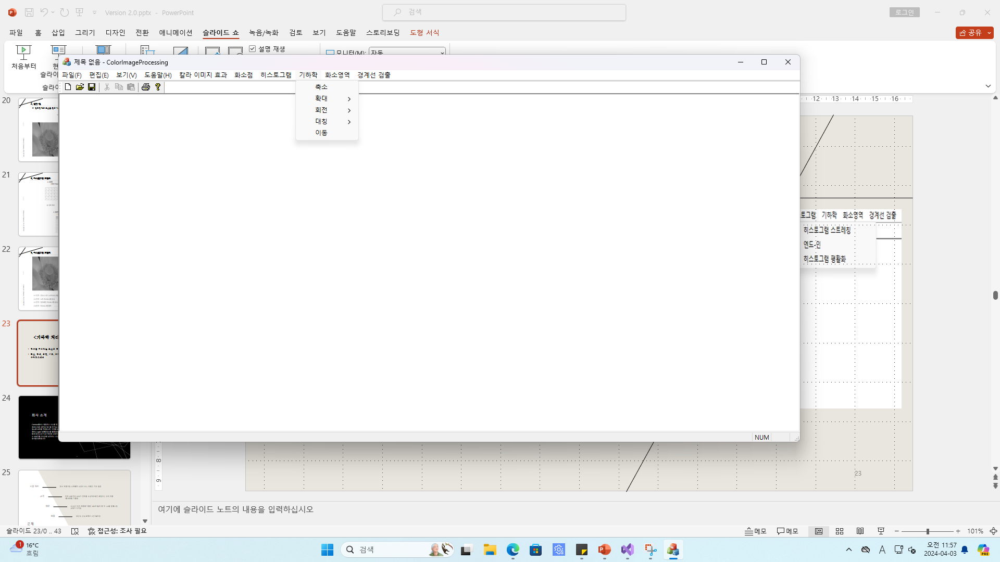 Version 2.0.pptx - PowerPoint
검색
로그인
파일 홈 삽입 그리기 디자인 전환 애니메이션 슬라이드 쇼 녹음/녹화 검토 보기 도움말 스토리보딩 도형 서식
공유
처음부터
설명 재생
모니터(M): 자동
제목 없음 - ColorImageProcessing
파일(F) 편집(E) 보기(V) 도움말(H) 칼라 이미지 효과 화소점 히스토그램 기하학 화소영역 경계선 검출
축소
확대
회전
대칭
이동
12 13 14 15 16
20
21
22
23
<기하학 처리
24
회사 소개
25
문제
토그램 기하학 화소영역 경계선 검출
히스토그램 스트레칭
엔드-인
히스토그램 평활화
NUM
8
9
23
여기에 슬라이드 노트의 내용을 입력하십시오
슬라이드 23/0 .. 43
접근성: 조사 필요
메모 메모
101%
1
16°C
흐림
검색
A
오전 11:57
2024-04-03
PRE